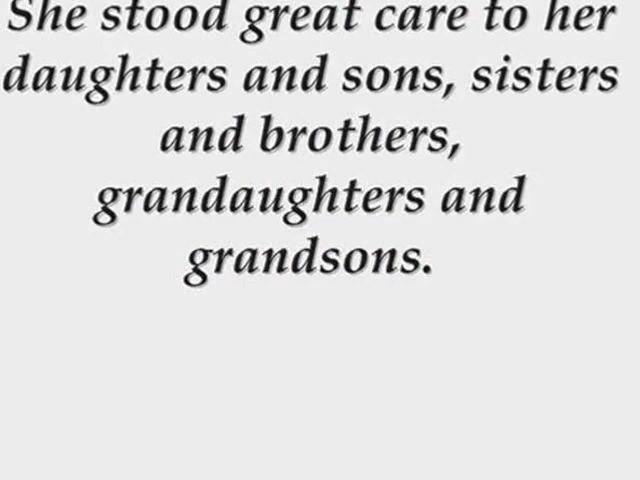 She stood great care to her
daughters and sons, sisters
and brothers,
grandaughters and
grandsons.